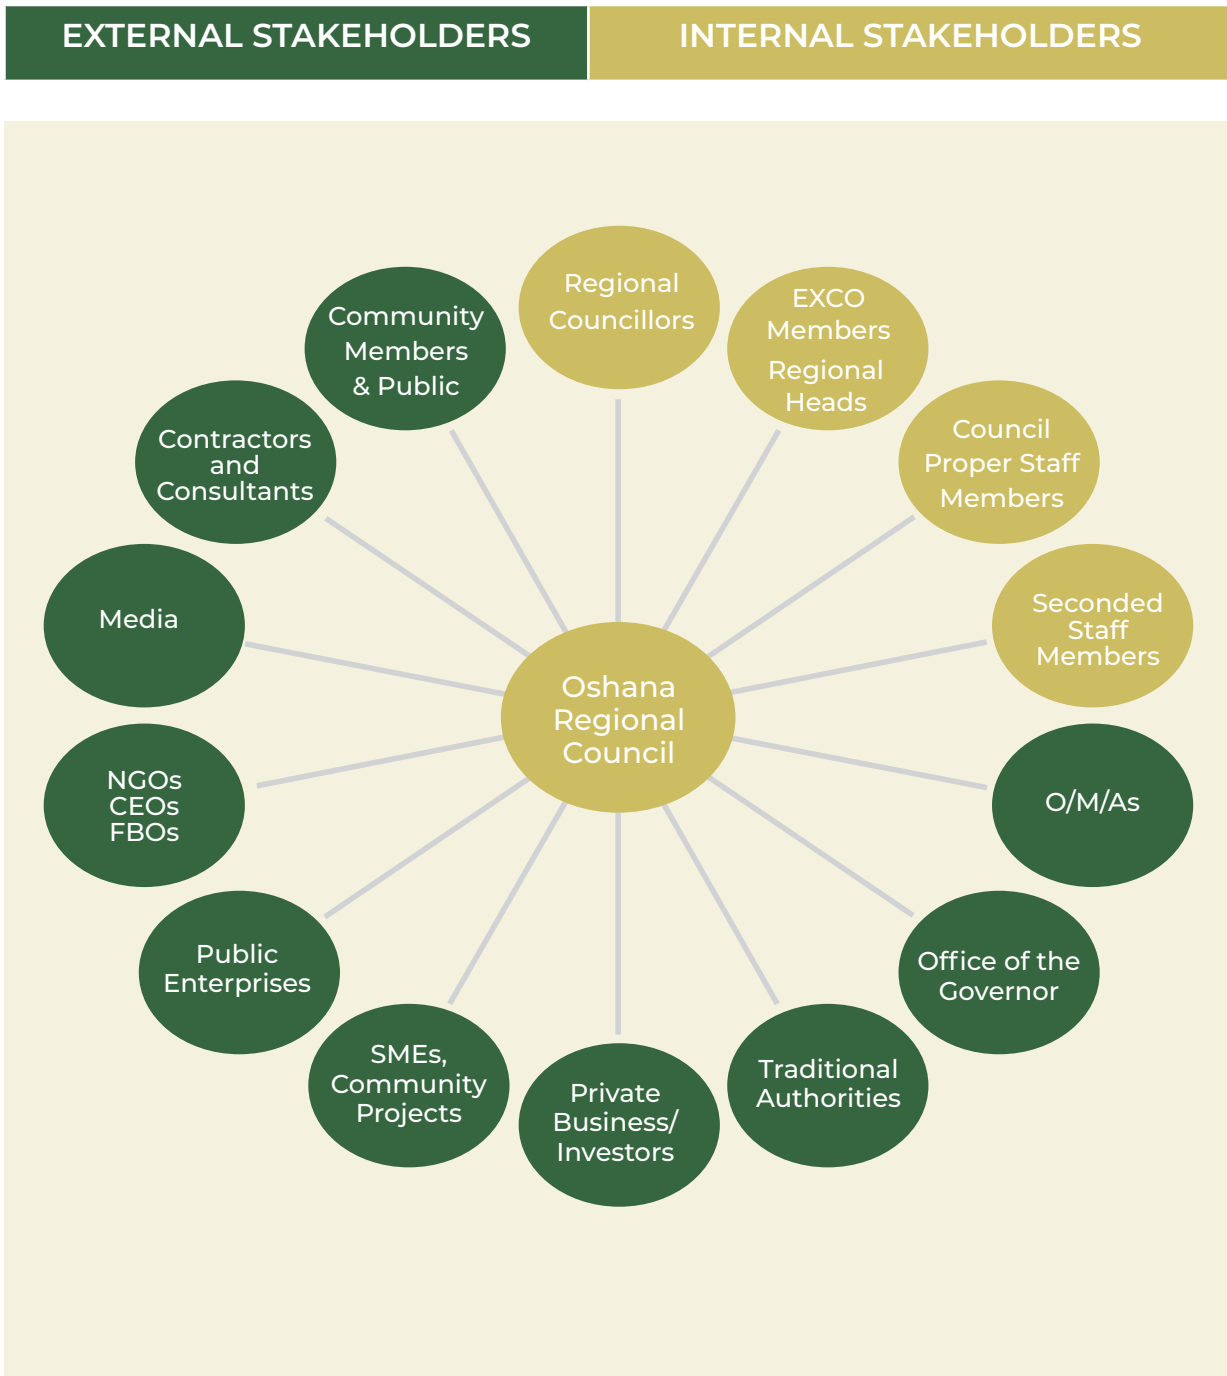 EXTERNAL STAKEHOLDERS
INTERNAL STAKEHOLDERS
Regional
Councillors
EXCO
Members
Regional
Heads
Council
Proper Staff
Members
Seconded
Staff
Members
O/M/As
Office of the
Governor
Traditional
Authorities
Private
Business/
Investors
SMEs,
Community
Projects
Public
Enterprises
NGOs
CEOs
FBOs
Media
Contractors
and
Consultants
Community
Members
& Public
Oshana
Regional
Council